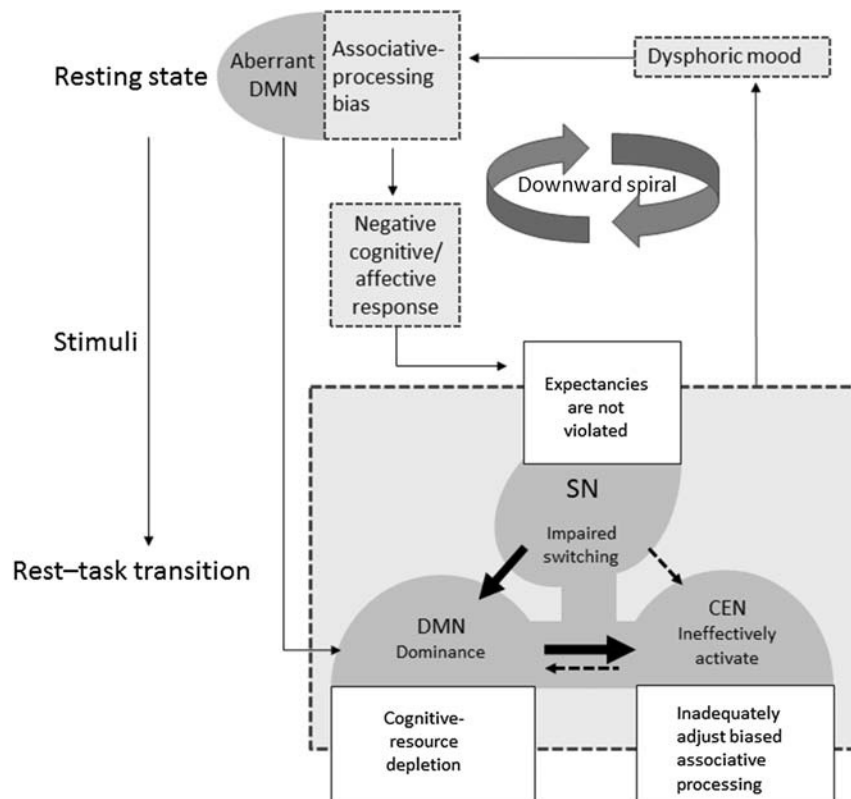 Resting state
Aberrant
DMN
Associative-
processing
bias
Dysphoric mood
Downward spiral
Negative
cognitive/
affective
response
Stimuli
Expectancies
are not
violated
SN
Impaired
switching
Rest–task transition
DMN
Dominance
CEN
Ineffectively
activate
Cognitive-
resource
depletion
Inadequately
adjust biased
associative
processing